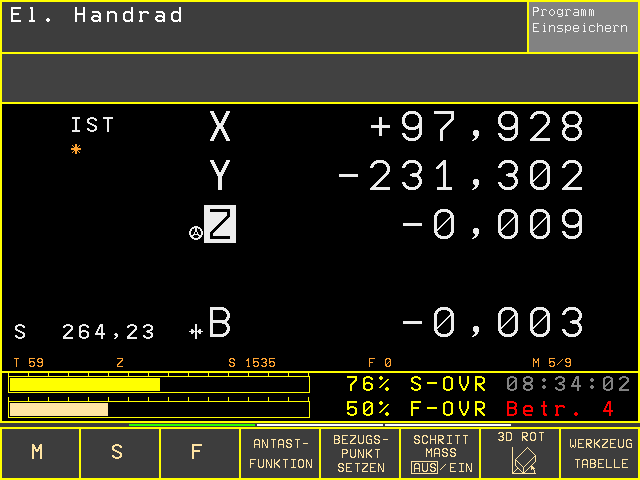 El. Handrad
Programm
Einspeichern
IST X +97,928
*
Y -231,302
Z -0,009
S 264,23 B -0,003
T 59 Z S 1535 F 0 M 5/9
76% S-OVR 08:34:02
50% F-OVR Betr. 4
M
S
F
ANTAST-
FUNKTION
BEZUGS-
PUNKT
SETZEN
SCHRITT
MASS
AUS/EIN
3D ROT
WERKZEUG
TABELLE